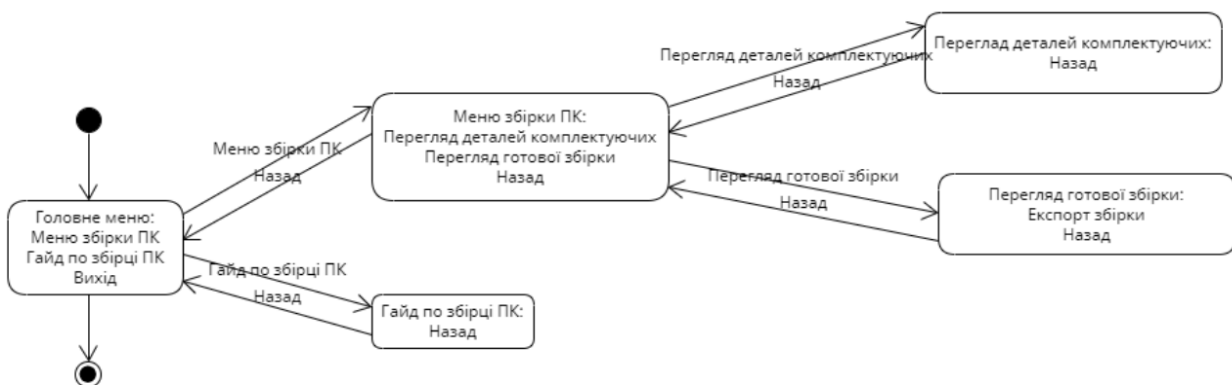 Перегляд деталей комплектуючих
Назад
Переглад деталей комплектуючих:
Назад
Меню збірки ПК:
Перегляд деталей комплектуючих
Перегляд готової збірки
Назад
Меню збірки ПК
Назад
Перегляд готової збірки
Назад
Перегляд готової збірки:
Експорт збірки
Назад
Головне меню:
Меню збірки ПК
Гайд по збірці ПК
Вихід
Гайд по збірці ПК
Назад
Гайд по збірці ПК:
Назад